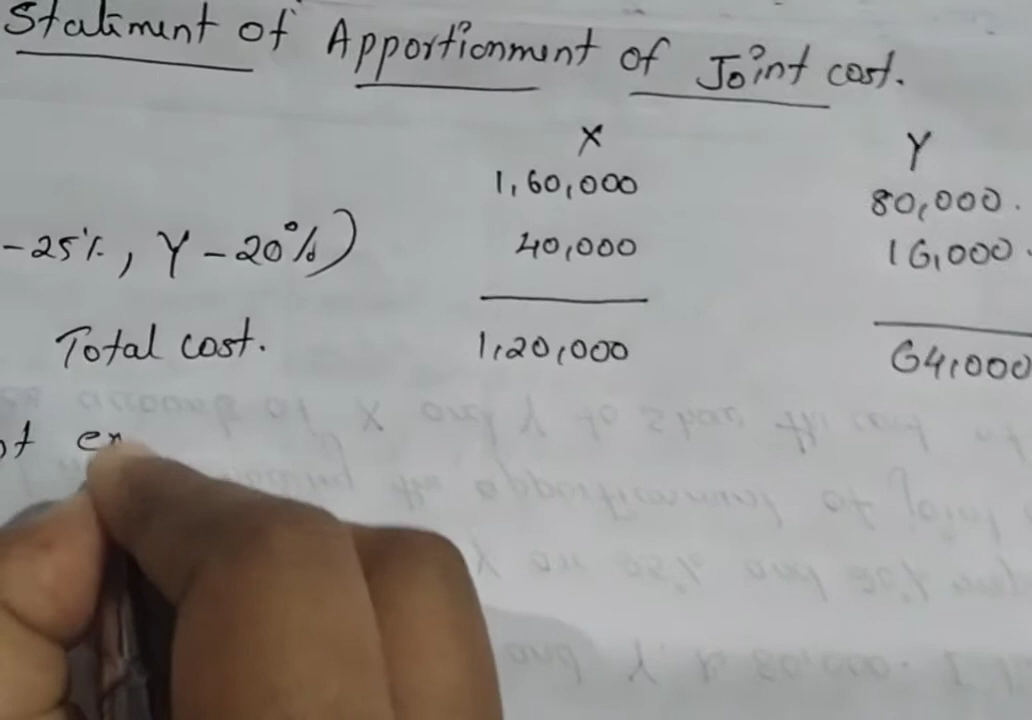 Statement of Apportionment of Joint cost.
X Y
1,60,000 80,000.
-25%, Y-20%) 40,000 16,000.
Total cost. 1,20,000 64,000